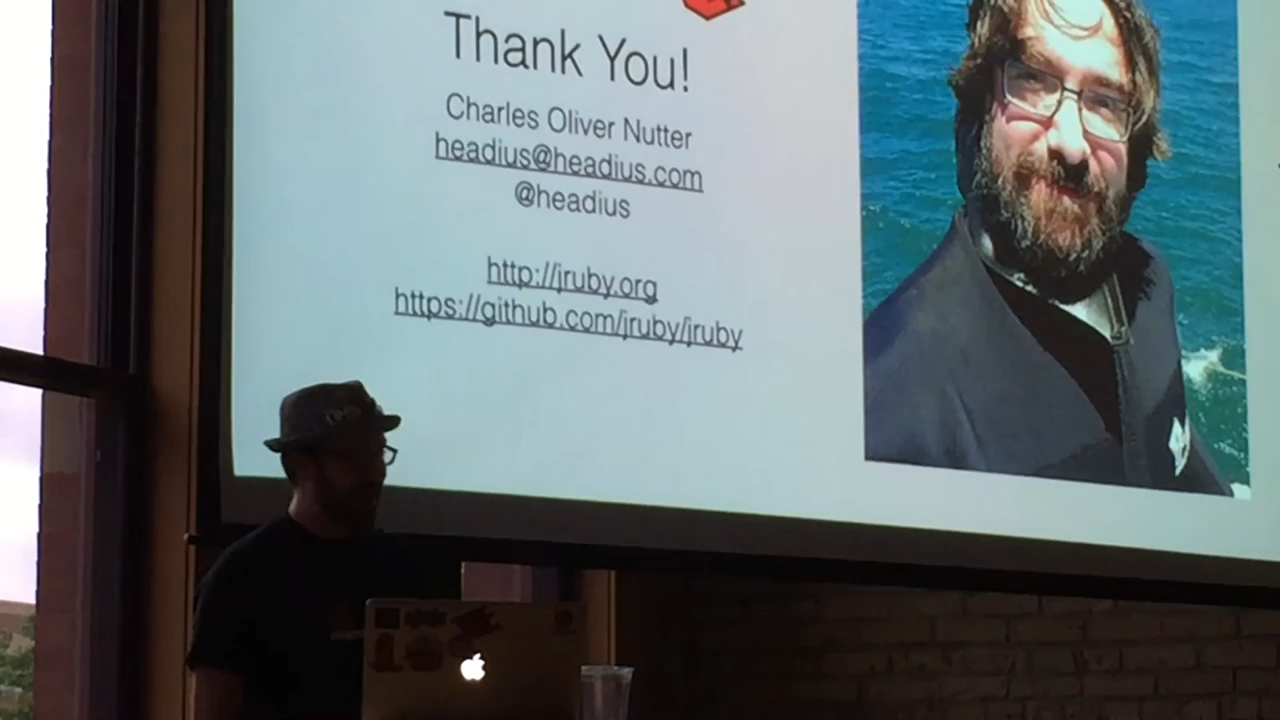 Thank You!
Charles Oliver Nutter
headius@headius.com
@headius
http://jruby.org
https://github.com/jruby/jruby